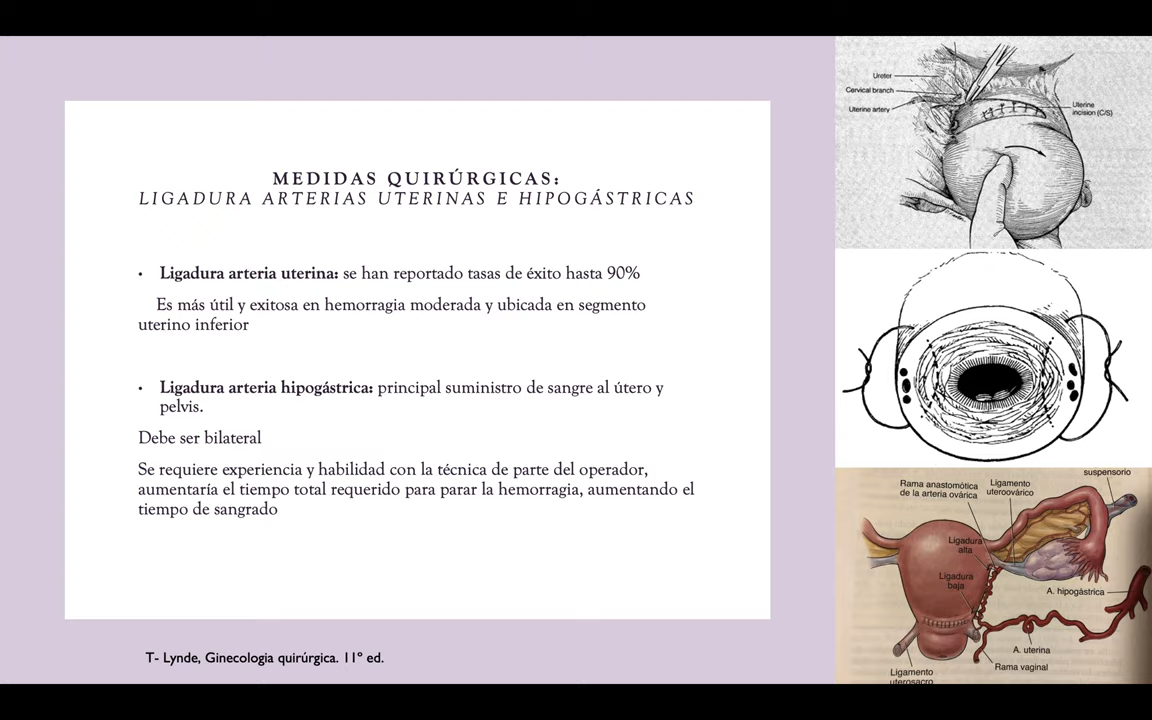 MEDIDAS QUIRÚRGICAS:
LIGADURA ARTERIAS UTERINAS E HIPOGÁSTRICAS
• Ligadura arteria uterina: se han reportado tasas de éxito hasta 90%
Es más útil y exitosa en hemorragia moderada y ubicada en segmento
uterino inferior
• Ligadura arteria hipogástrica: principal suministro de sangre al útero y
pelvis.
Debe ser bilateral
Se requiere experiencia y habilidad con la técnica de parte del operador,
aumentaría el tiempo total requerido para parar la hemorragia, aumentando el
tiempo de sangrado
T- Lynde, Ginecologia quirúrgica. 11º ed.
Ureter
Cervical branch
Uterine artery
Uterine
incision (C/S)
suspensorio
Rama anastomótica
de la arteria ovárica
Ligamento
uteroovárico
Ligadura
alta
Ligadura
baja
A. hipogástrica
A. uterina
Rama vaginal
Ligamento
uterosacro